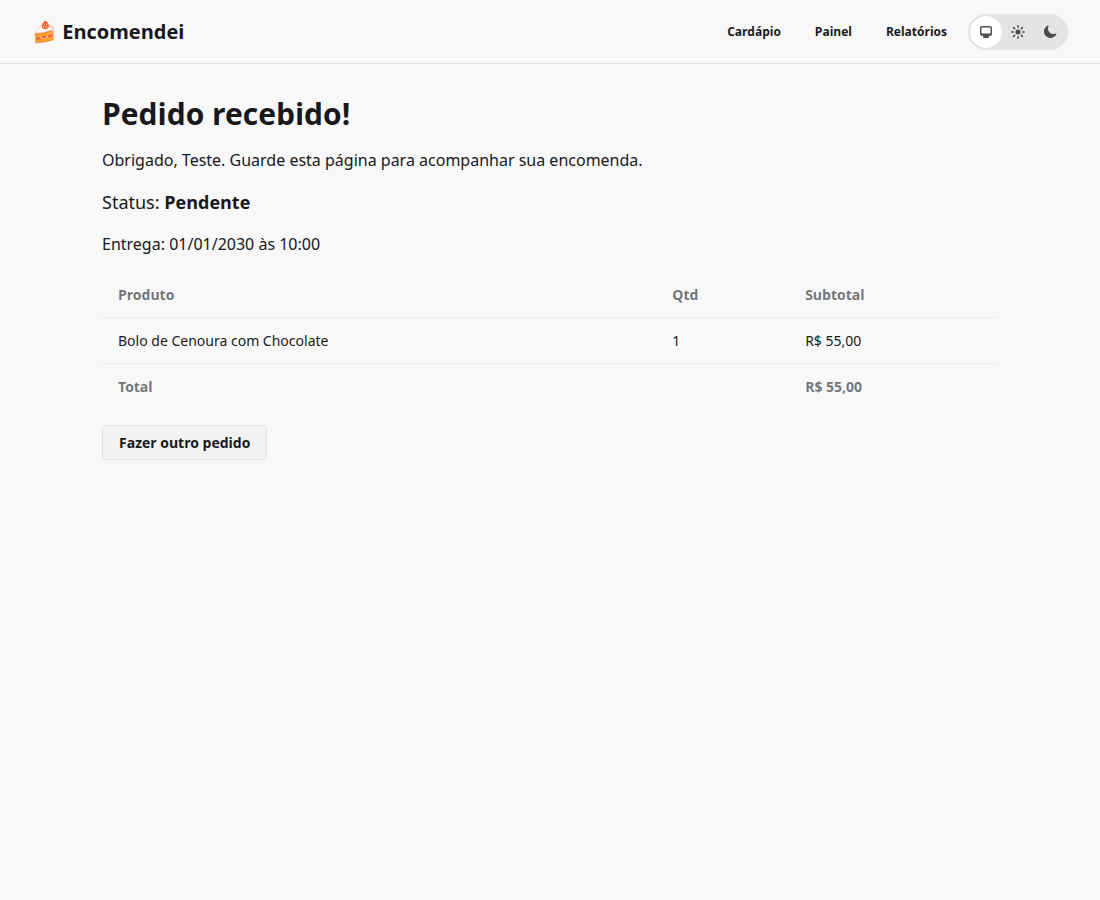 Encomendei
Cardápio Painel Relatórios
Pedido recebido!
Obrigado, Teste. Guarde esta página para acompanhar sua encomenda.
Status: Pendente
Entrega: 01/01/2030 às 10:00
Produto Qtd Subtotal
Bolo de Cenoura com Chocolate 1 R$ 55,00
Total R$ 55,00
Fazer outro pedido